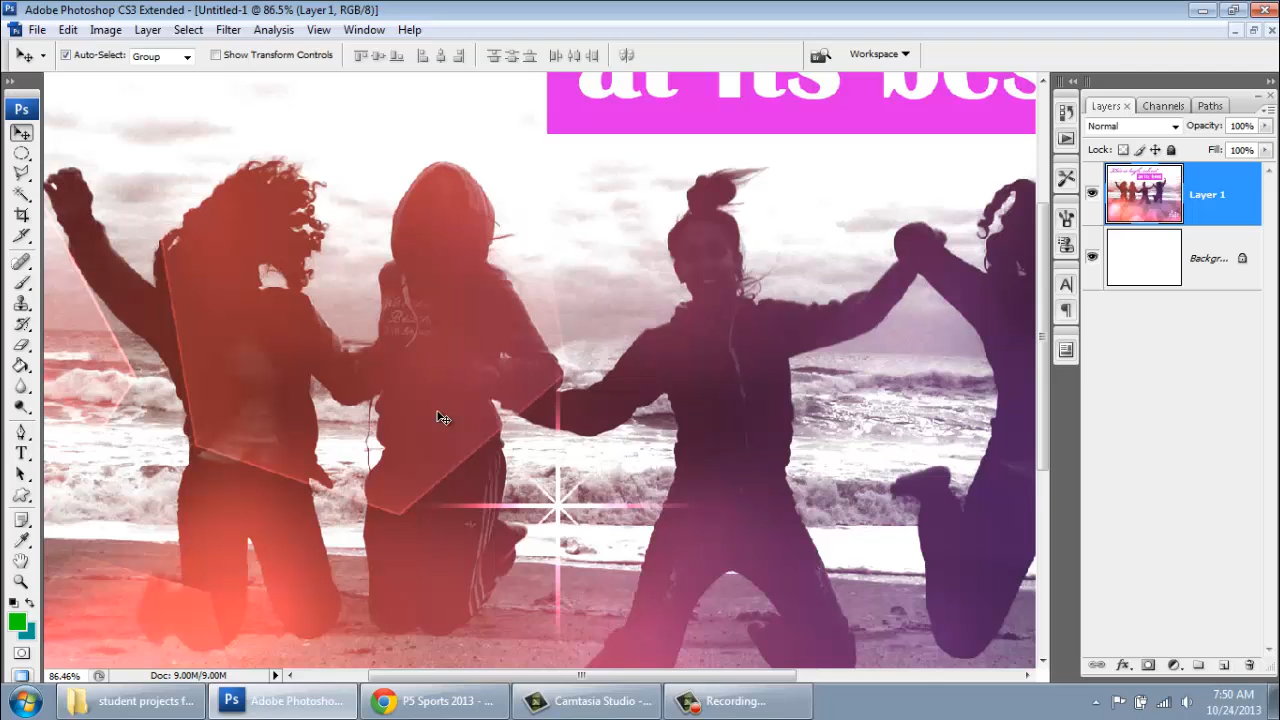 Adobe Photoshop CS3 Extended - [Untitled-1 @ 86.5% (Layer 1, RGB/8)]
File Edit Image Layer Select Filter Analysis View Window Help
Auto-Select: Group Show Transform Controls Workspace
at its bes
Ps
Layers Channels Paths
Normal Opacity: 100%
Lock: Fill: 100%
Layer 1
Backgr...
86.46% Doc: 9.00M/9.00M
student projects f... Adobe Photosho... P5 Sports 2013 - ... Camtasia Studio -... Recording...
7:50 AM
10/24/2013